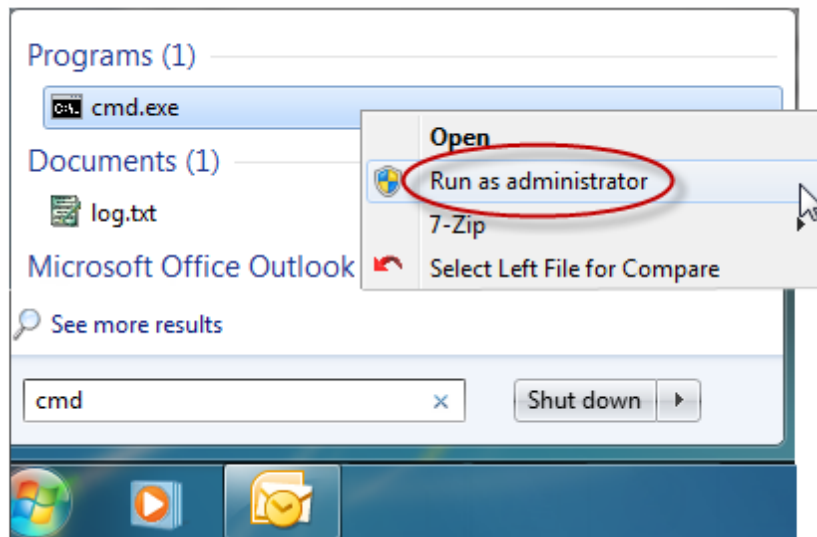 Programs (1)
cmd.exe
Open
Documents (1)
Run as administrator
log.txt
7-Zip
Microsoft Office Outlook
Select Left File for Compare
See more results
cmd
Shut down